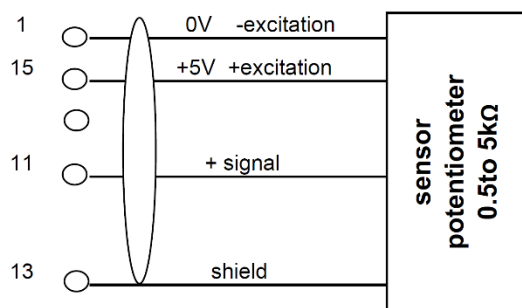 1 0V -excitation
15 +5V +excitation
11 + signal
13 shield
sensor
potentiometer
0.5to 5kΩ